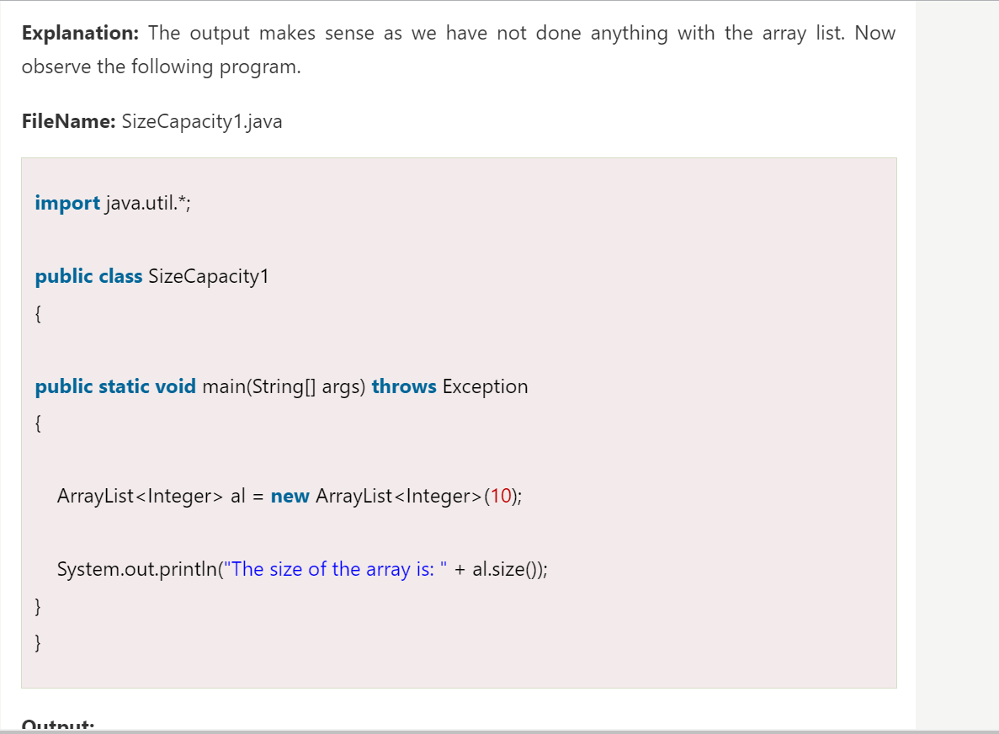 Explanation: The output makes sense as we have not done anything with the array list. Now
observe the following program.
FileName: SizeCapacity1.java
import java.util.*;
public class SizeCapacity1
{
public static void main(String[] args) throws Exception
{
ArrayList<Integer> al = new ArrayList<Integer>(10);
System.out.println("The size of the array is: " + al.size());
}
}
Output: